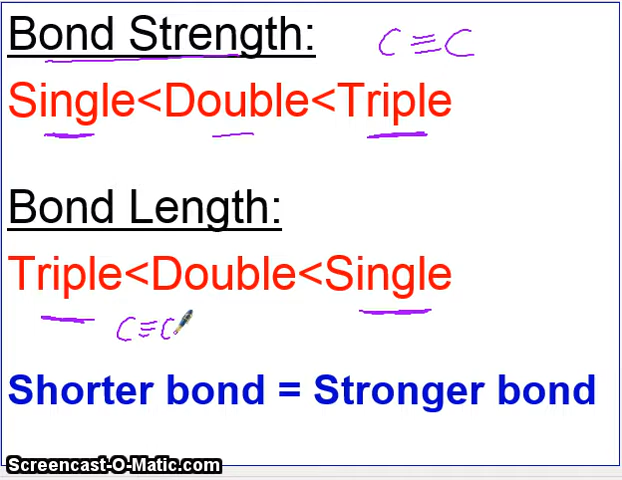 Bond Strength: C≡C
Single<Double<Triple
Bond Length:
Triple<Double<Single
C≡C
Shorter bond = Stronger bond
Screencast-O-Matic.com